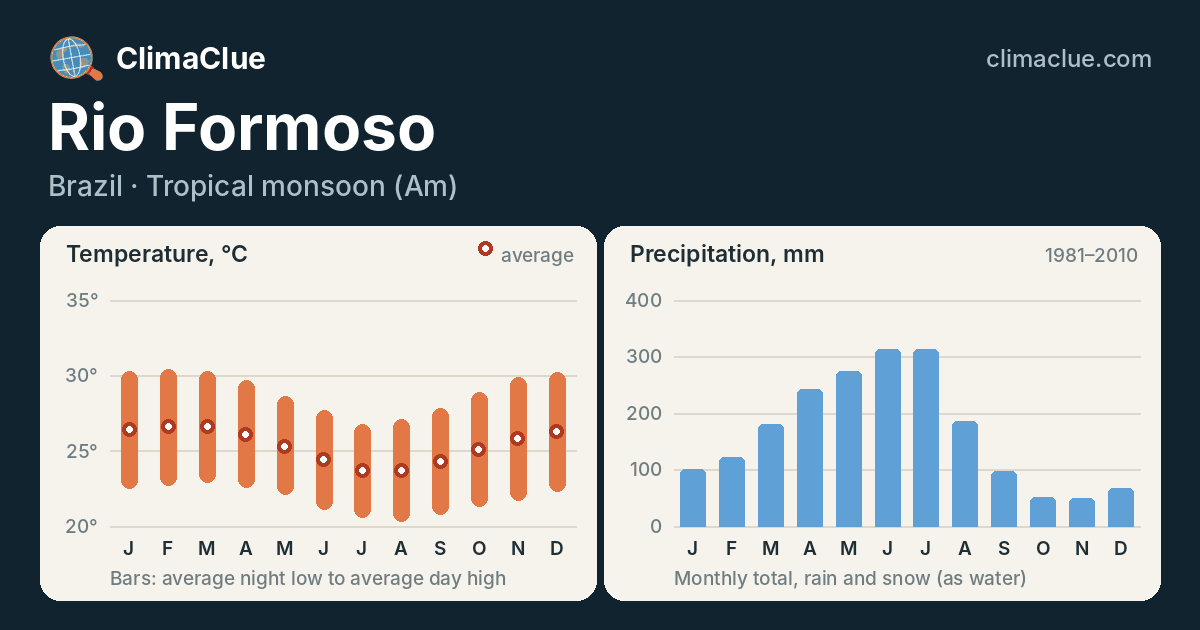 ClimaClue
climaclue.com
Rio Formoso
Brazil · Tropical monsoon (Am)
Temperature, °C
average
35°
30°
25°
20°
J F M A M J J A S O N D
Bars: average night low to average day high
Precipitation, mm
1981–2010
400
300
200
100
0
J F M A M J J A S O N D
Monthly total, rain and snow (as water)